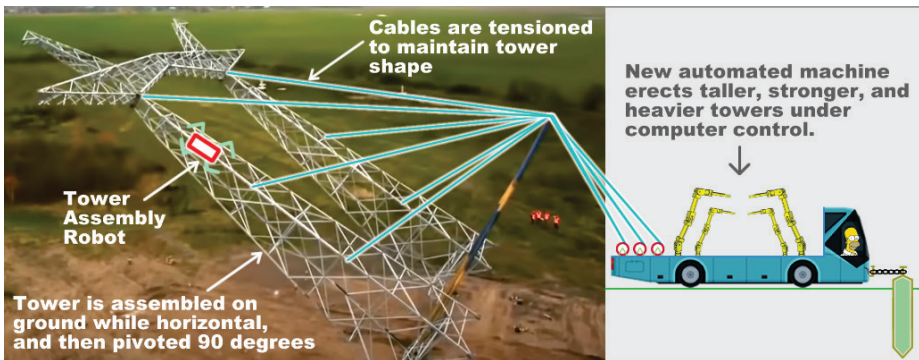 Cables are tensioned
to maintain tower
shape
New automated machine
erects taller, stronger, and
heavier towers under
computer control.
Tower
Assembly
Robot
Tower is assembled on
ground while horizontal,
and then pivoted 90 degrees